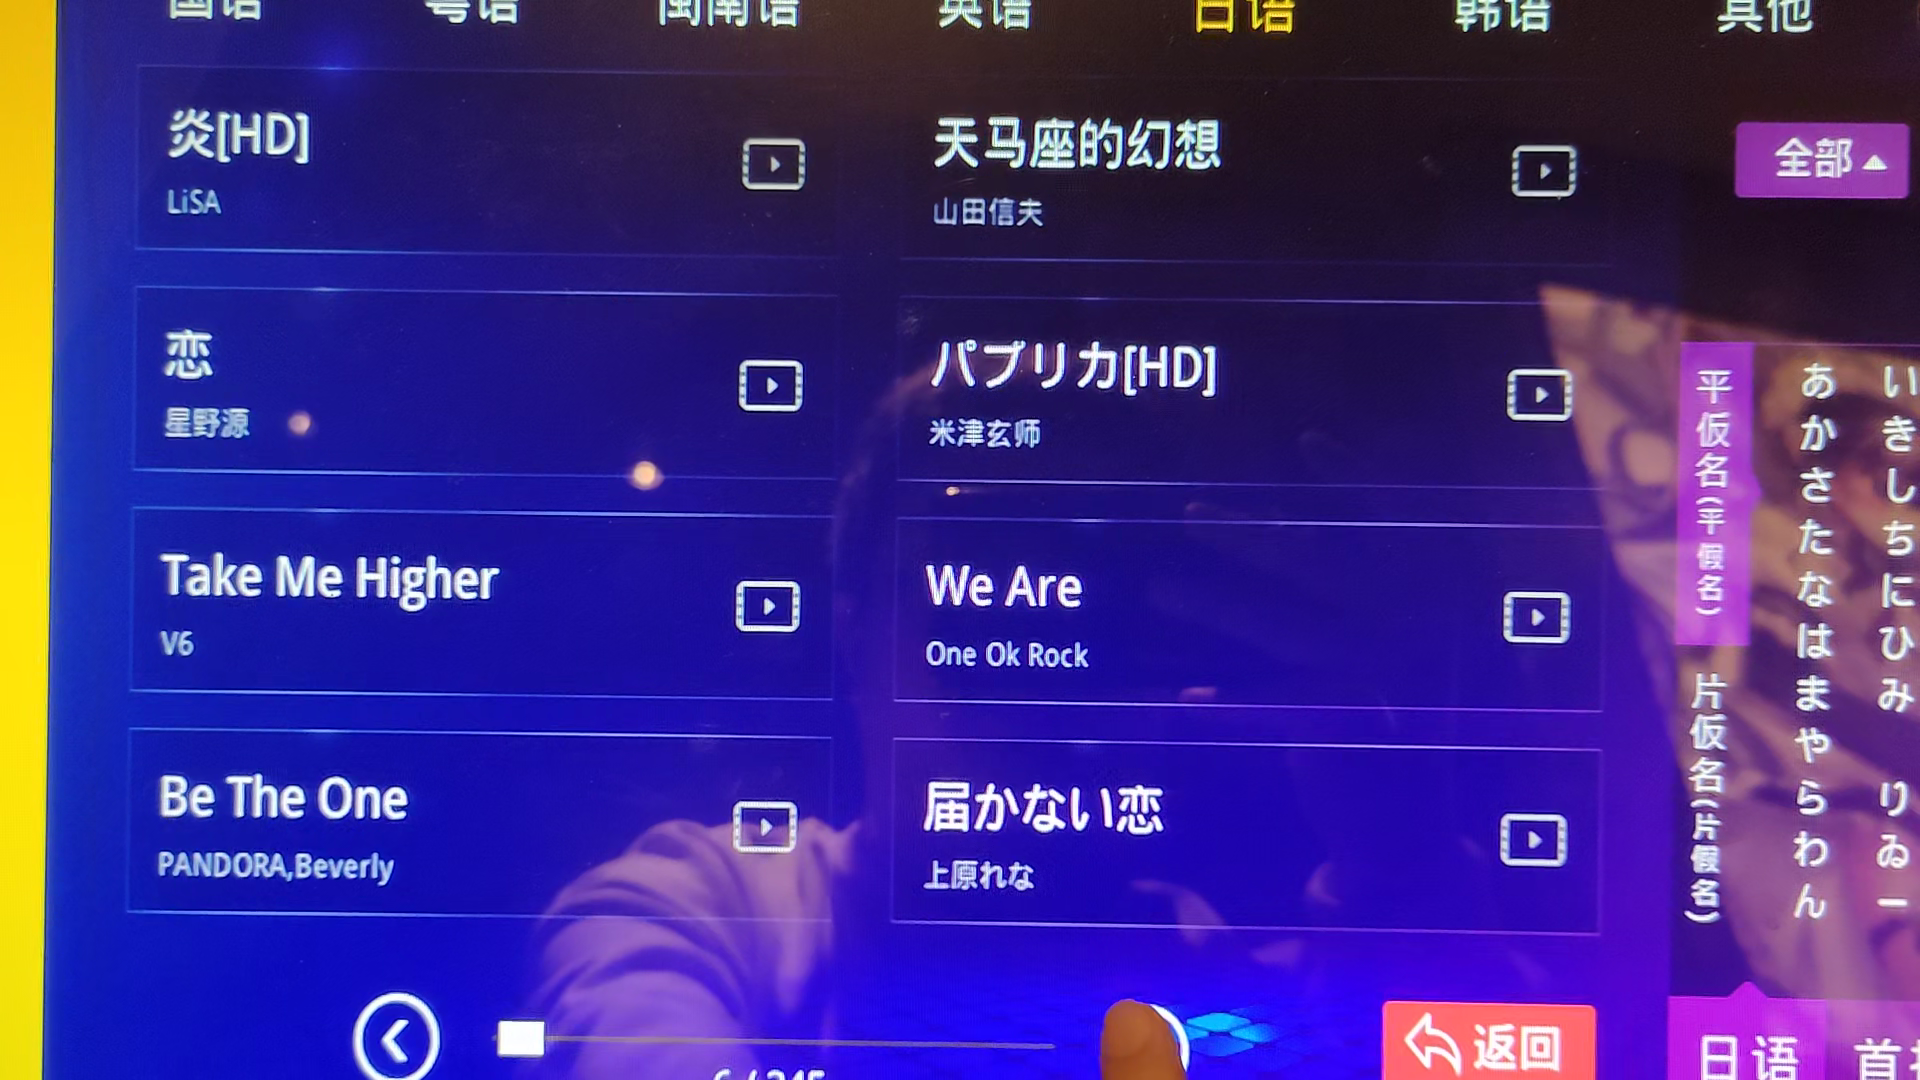 国语 粤语 闽南语 英语 日语 韩语 其他
炎[HD]
LiSA
天马座的幻想
山田信夫
全部
恋
星野源
パプリカ[HD]
米津玄师
Take Me Higher
V6
We Are
One Ok Rock
Be The One
PANDORA,Beverly
届かない恋
上原れな
平仮名(平假名)
片仮名(片假名)
あかさたなはまやらわん
いきしちにひみ りゐー
6 / 245
返回
日语
首